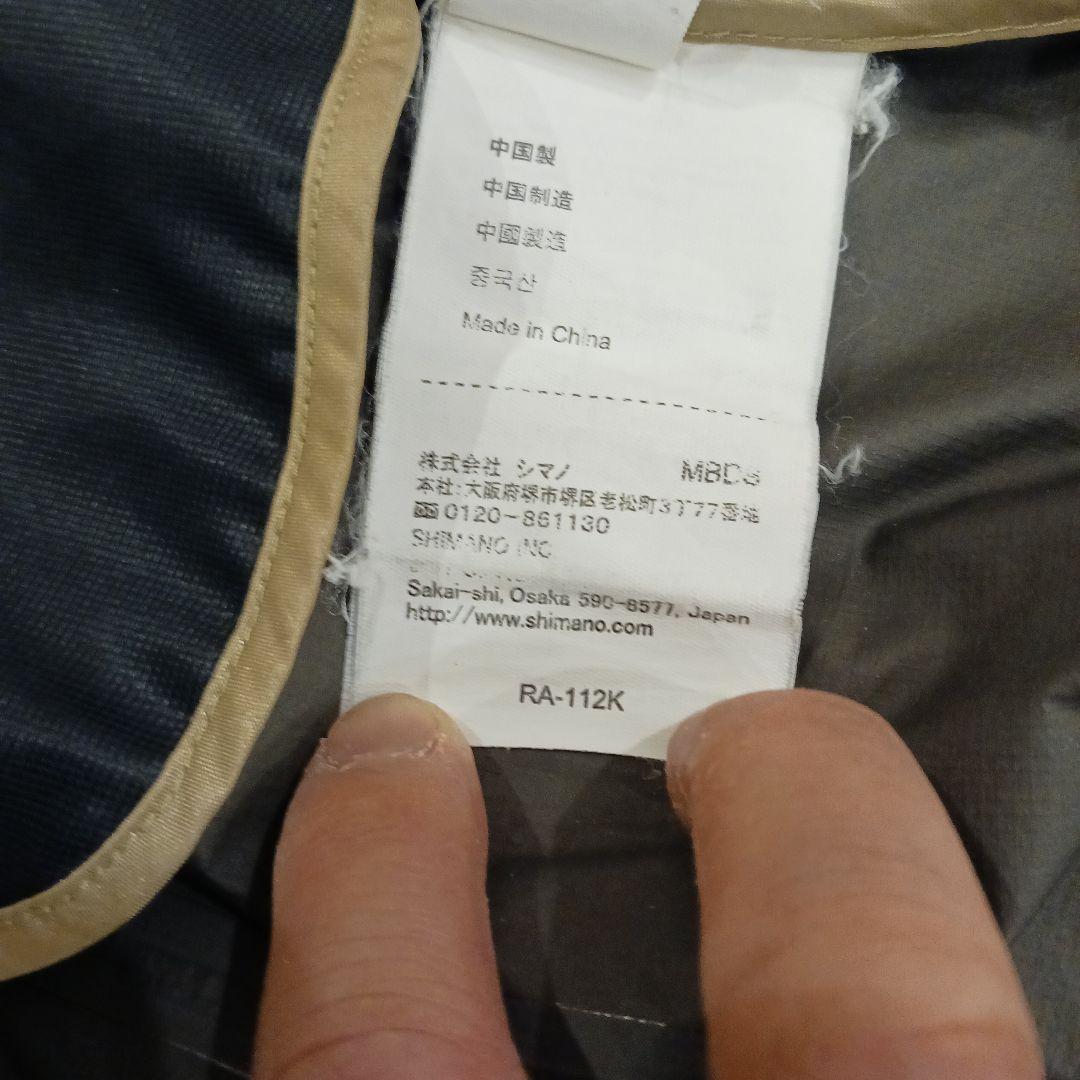 中国製
中国制造
中國製造
중국산
Made in China
株式会社 シマノ
本社:大阪府堺市堺区老松町3丁77番地
0120-861130
SHIMANO INC.
Sakai-shi, Osaka 590-8577, Japan
http://www.shimano.com
RA-112K